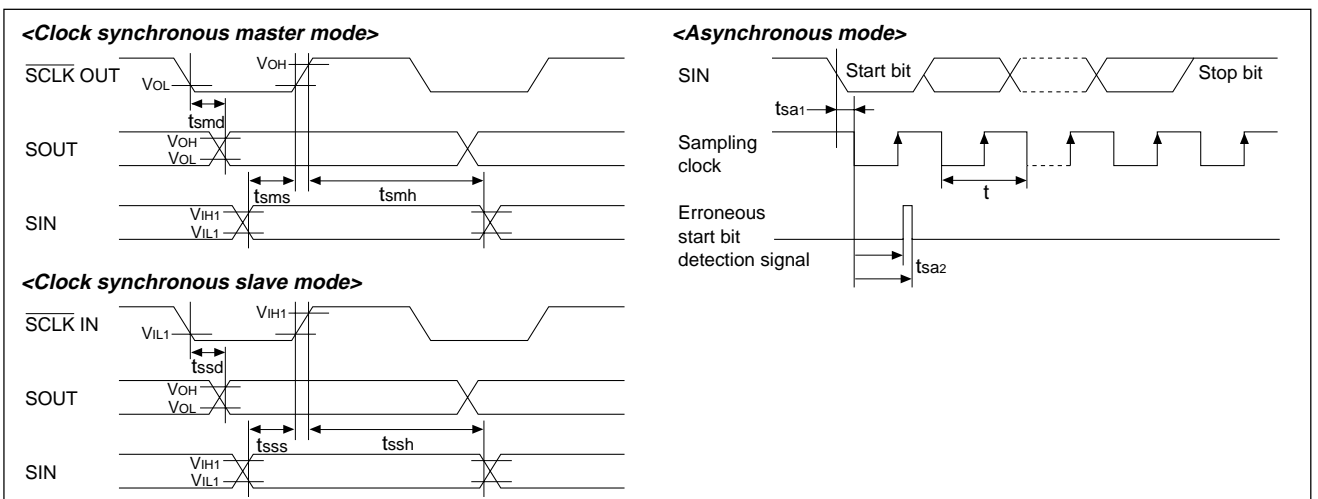 <Clock synchronous master mode>
SCLK OUT
VOH
VOL
tsmd
SOUT
VOH
VOL
tsms
tsmh
SIN
VIH1
VIL1
<Clock synchronous slave mode>
SCLK IN
VIH1
VIL1
tssd
SOUT
VOH
VOL
tsss
tssh
SIN
VIH1
VIL1
<Asynchronous mode>
SIN
Start bit
Stop bit
tsa1
Sampling
clock
t
Erroneous
start bit
detection signal
tsa2